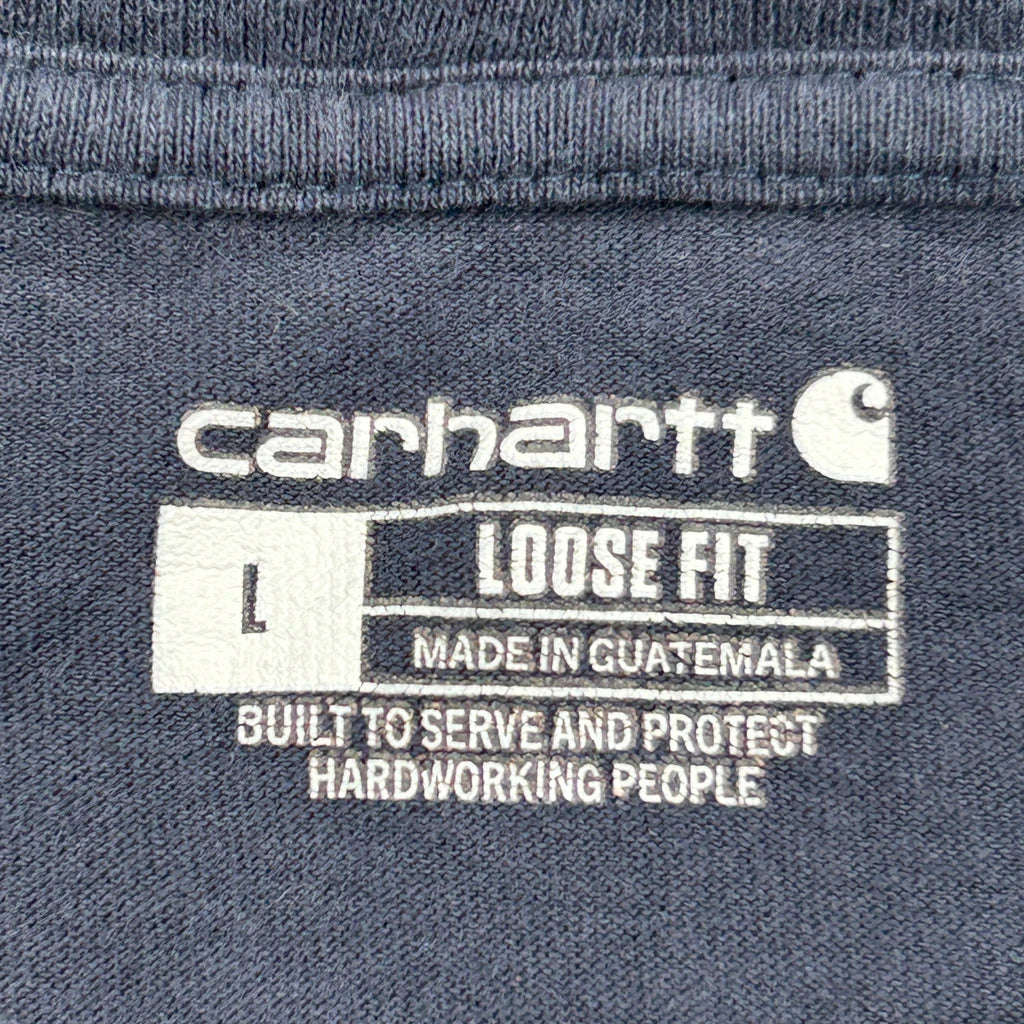 carhartt
L
LOOSE FIT
MADE IN GUATEMALA
BUILT TO SERVE AND PROTECT
HARDWORKING PEOPLE